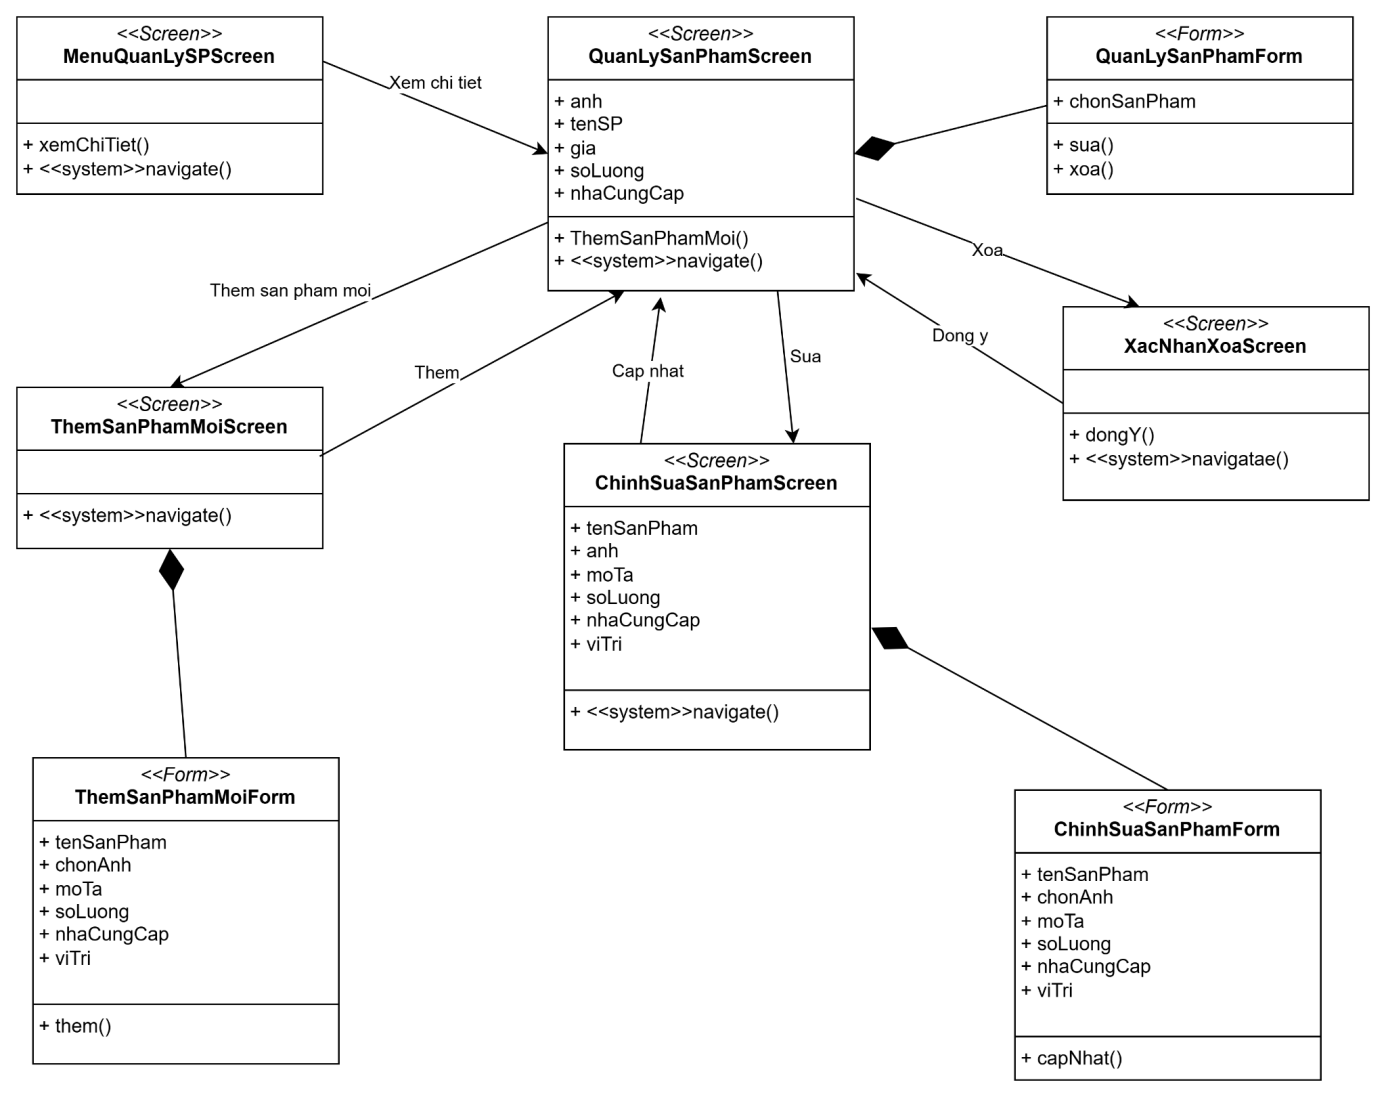 <<Screen>>
MenuQuanLySPScreen
+ xemChiTiet()
+ <<system>>navigate()
Xem chi tiet
<<Screen>>
QuanLySanPhamScreen
+ anh
+ tenSP
+ gia
+ soLuong
+ nhaCungCap
+ ThemSanPhamMoi()
+ <<system>>navigate()
<<Form>>
QuanLySanPhamForm
+ chonSanPham
+ sua()
+ xoa()
Xoa
Them san pham moi
Dong y
<<Screen>>
XacNhanXoaScreen
+ dongY()
+ <<system>>navigatae()
Them
Cap nhat
Sua
<<Screen>>
ThemSanPhamMoiScreen
+ <<system>>navigate()
<<Screen>>
ChinhSuaSanPhamScreen
+ tenSanPham
+ anh
+ moTa
+ soLuong
+ nhaCungCap
+ viTri
+ <<system>>navigate()
<<Form>>
ThemSanPhamMoiForm
+ tenSanPham
+ chonAnh
+ moTa
+ soLuong
+ nhaCungCap
+ viTri
+ them()
<<Form>>
ChinhSuaSanPhamForm
+ tenSanPham
+ chonAnh
+ moTa
+ soLuong
+ nhaCungCap
+ viTri
+ capNhat()